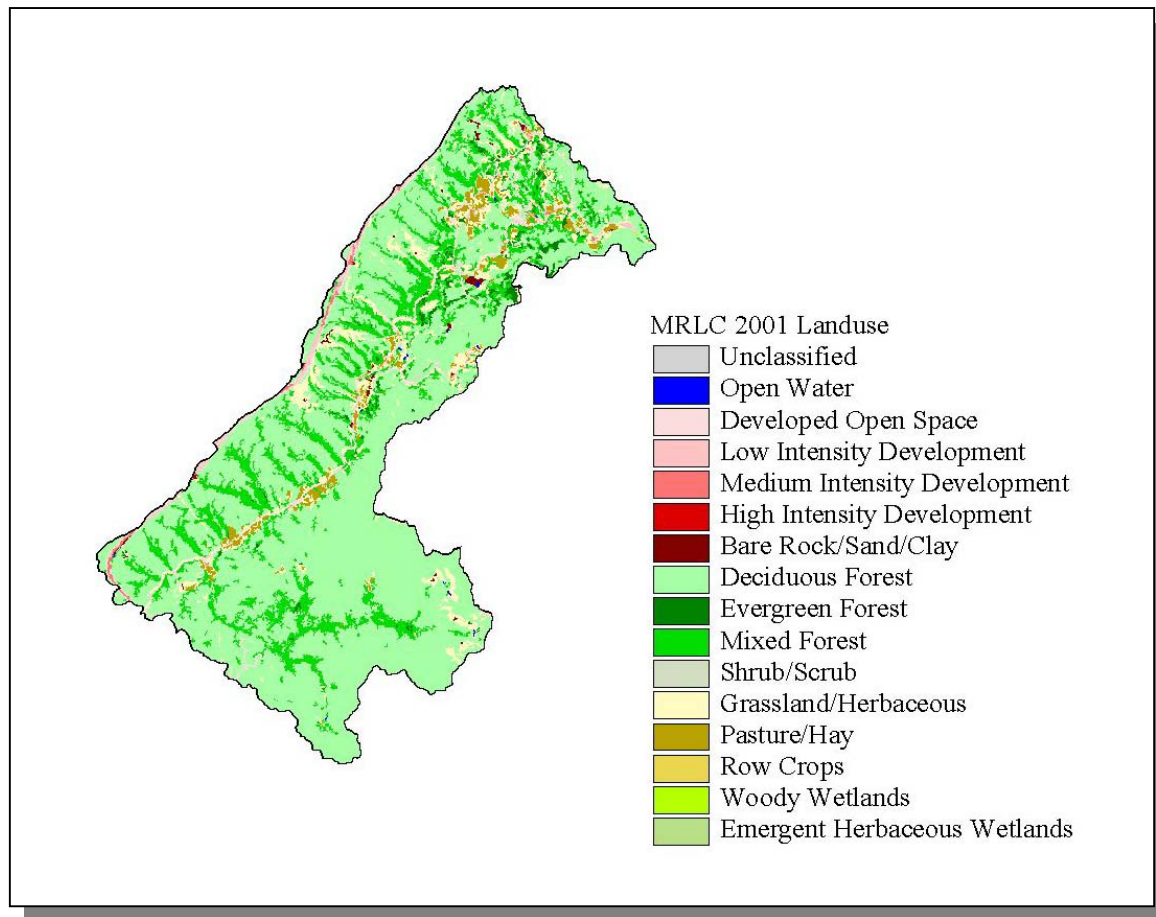 MRLC 2001 Landuse
Unclassified
Open Water
Developed Open Space
Low Intensity Development
Medium Intensity Development
High Intensity Development
Bare Rock/Sand/Clay
Deciduous Forest
Evergreen Forest
Mixed Forest
Shrub/Scrub
Grassland/Herbaceous
Pasture/Hay
Row Crops
Woody Wetlands
Emergent Herbaceous Wetlands